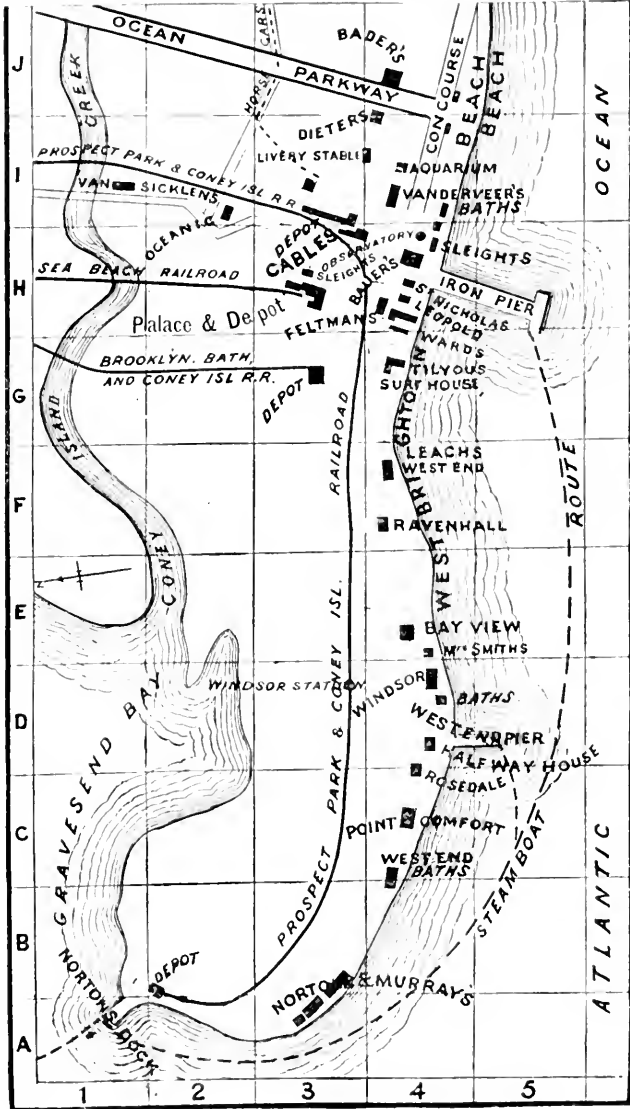 J
I
H
G
F
E
D
C
B
A
1
2
3
4
5
OCEAN PARKWAY
BADER'S
CONCOURSE
BEACH
BEACH
OCEAN
CREEK
HORSE CARS
DIETERS
LIVERY STABLE
AQUARIUM
PROSPECT PARK & CONEY ISL R.R.
VAN SICKLENS
VANDERVEER'S
BATHS
OCEANIC
DEPOT
CABLES
OBSERVATORY
SLEIGHTS
SLEIGHTS
BAUER'S
SEA BEACH RAILROAD
Palace & Depot
IRON PIER
ST NICHOLAS
LEOPOLD
FELTMANS
WARD'S
BROOKLYN. BATH,
AND CONEY ISL R.R.
DEPOT
TILYOUS
SURF HOUSE
ISLAND
RAILROAD
WEST BRIGHTON
LEACHS
WEST END
ROUTE
RAVENHALL
CONEY
BAY VIEW
Mrs SMITHS
WINDSOR STATION
WINDSOR
BATHS
WEST END PIER
HALF WAY HOUSE
ROSEDALE
GRAVESEND BAY
PROSPECT PARK & CONEY ISL.
POINT COMFORT
WEST END
BATHS
STEAMBOAT
ATLANTIC
DEPOT
NORTON & MURRAY'S
NORTONS DOCK